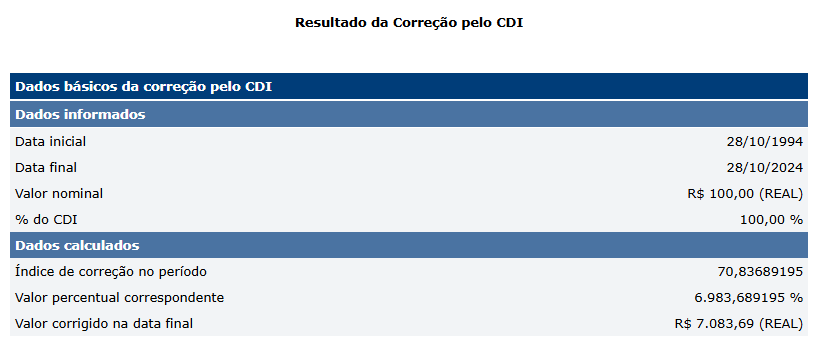 Resultado da Correção pelo CDI
Dados básicos da correção pelo CDI
Dados informados
Data inicial 28/10/1994
Data final 28/10/2024
Valor nominal R$ 100,00 (REAL)
% do CDI 100,00 %
Dados calculados
Índice de correção no período 70,83689195
Valor percentual correspondente 6.983,689195 %
Valor corrigido na data final R$ 7.083,69 (REAL)